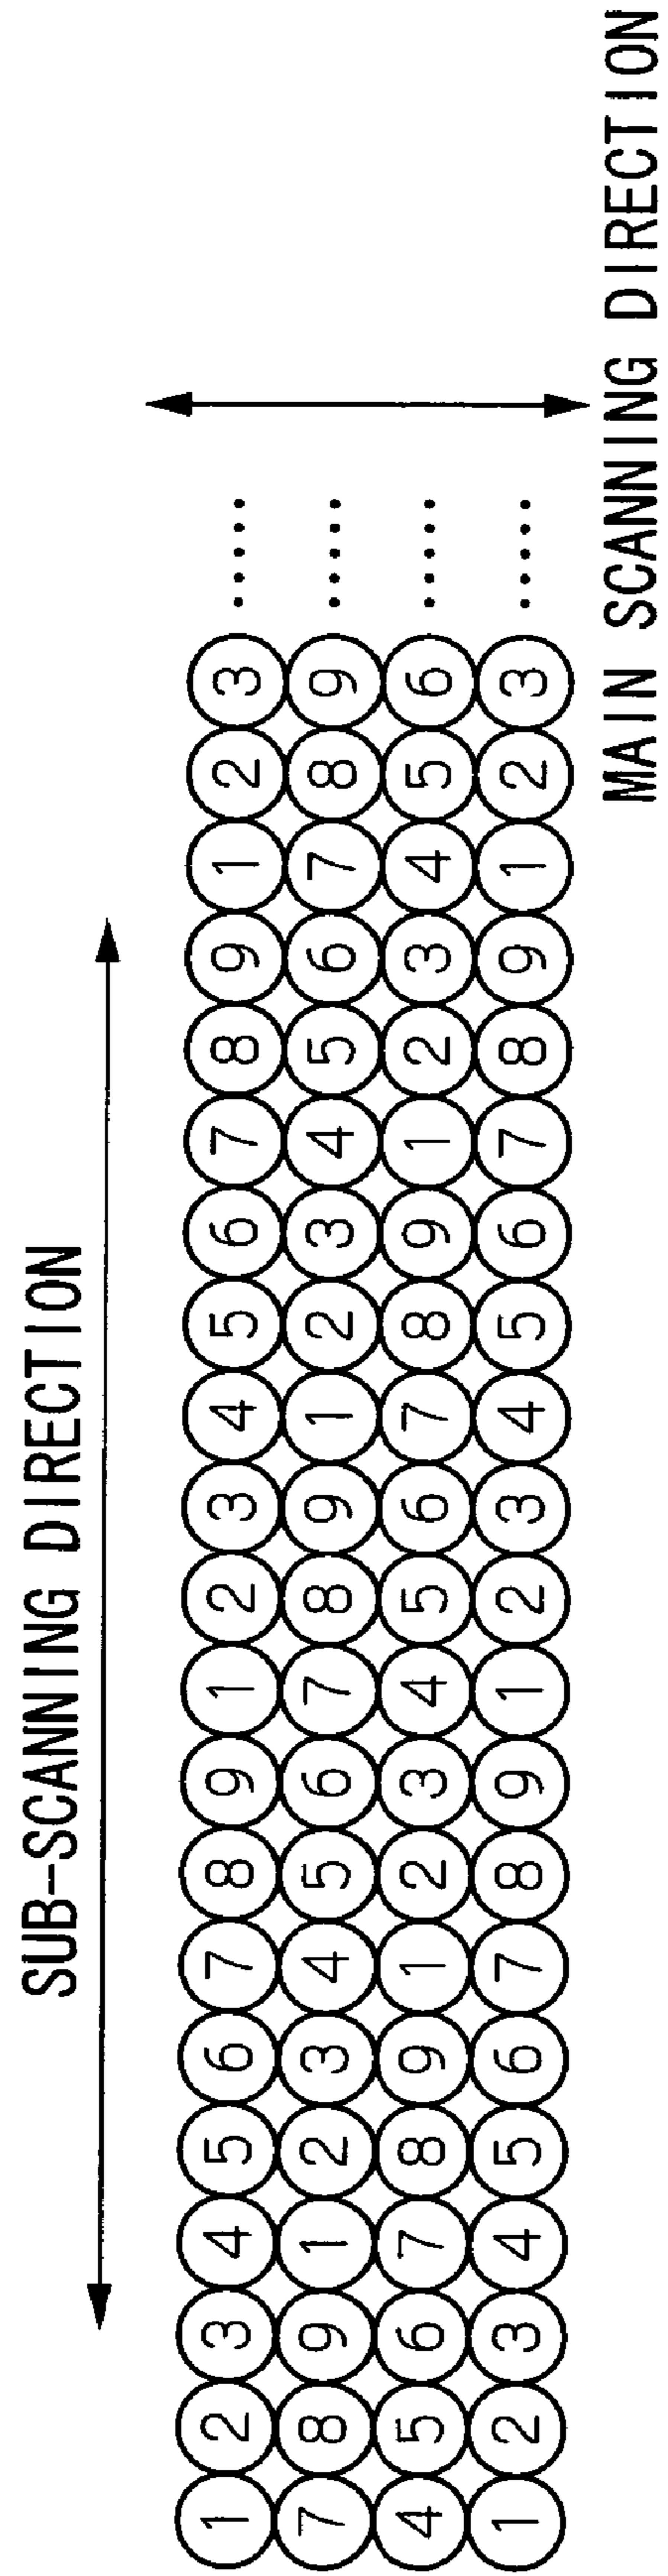 SUB-SCANNING DIRECTION
1 2 3 4 5 6 7 8 9 1 2 3 4 5 6 7 8 9 1 2 3 .....
7 8 9 1 2 3 4 5 6 7 8 9 1 2 3 4 5 6 7 8 9 .....
4 5 6 7 8 9 1 2 3 4 5 6 7 8 9 1 2 3 4 5 6 .....
1 2 3 4 5 6 7 8 9 1 2 3 4 5 6 7 8 9 1 2 3 .....
MAIN SCANNING DIRECTION